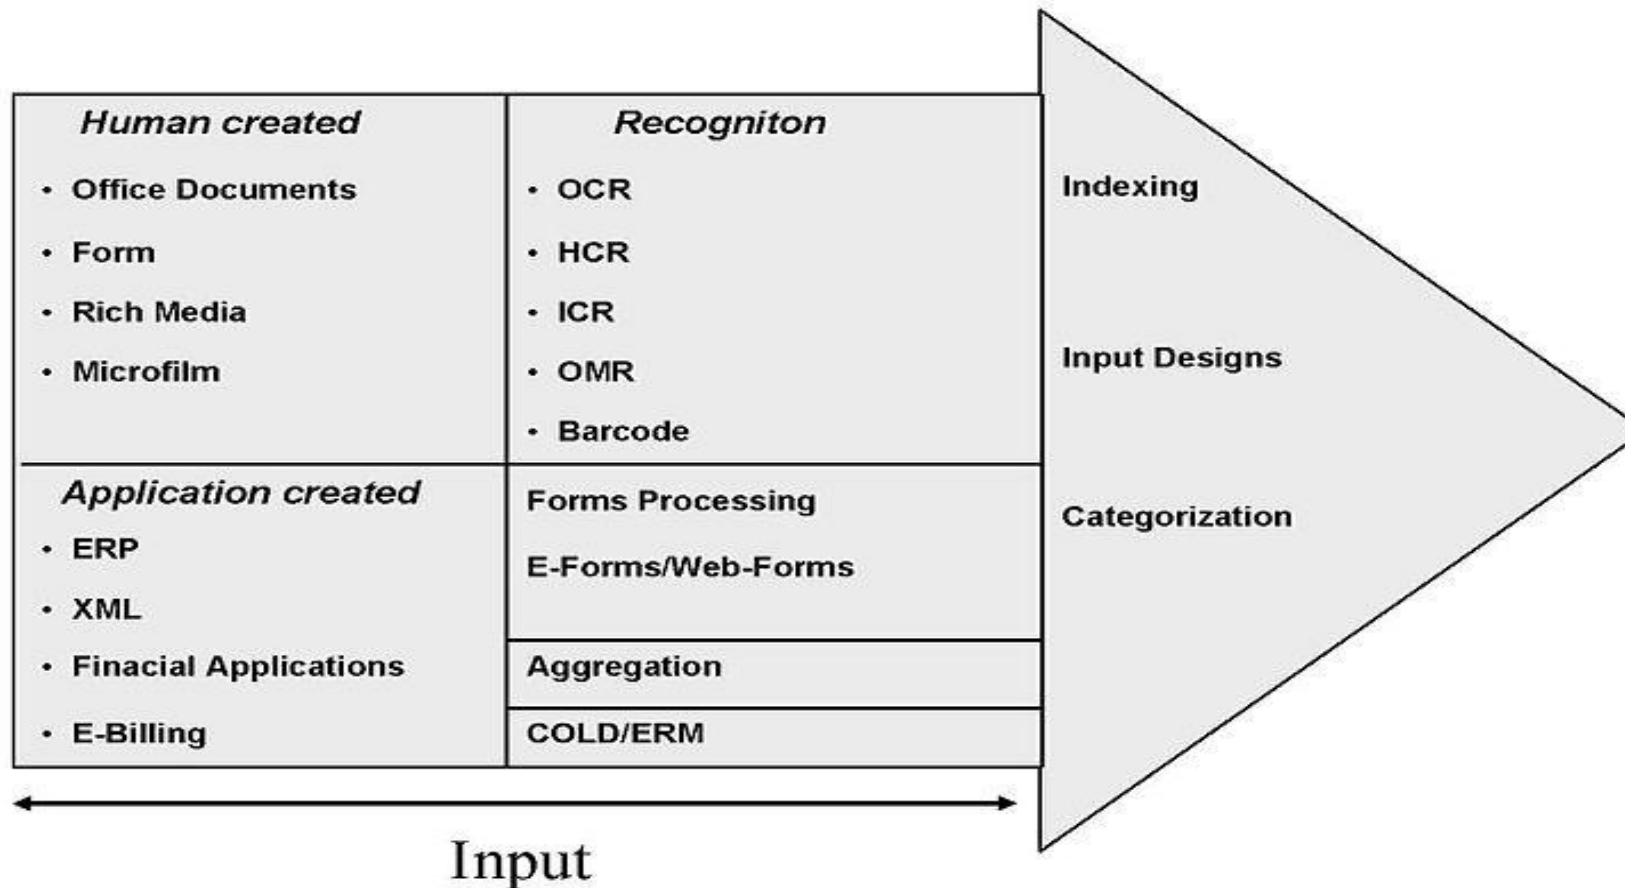 Human created
• Office Documents
• Form
• Rich Media
• Microfilm
Application created
• ERP
• XML
• Finacial Applications
• E-Billing
Recogniton
• OCR
• HCR
• ICR
• OMR
• Barcode
Forms Processing
E-Forms/Web-Forms
Aggregation
COLD/ERM
Indexing
Input Designs
Categorization
Input